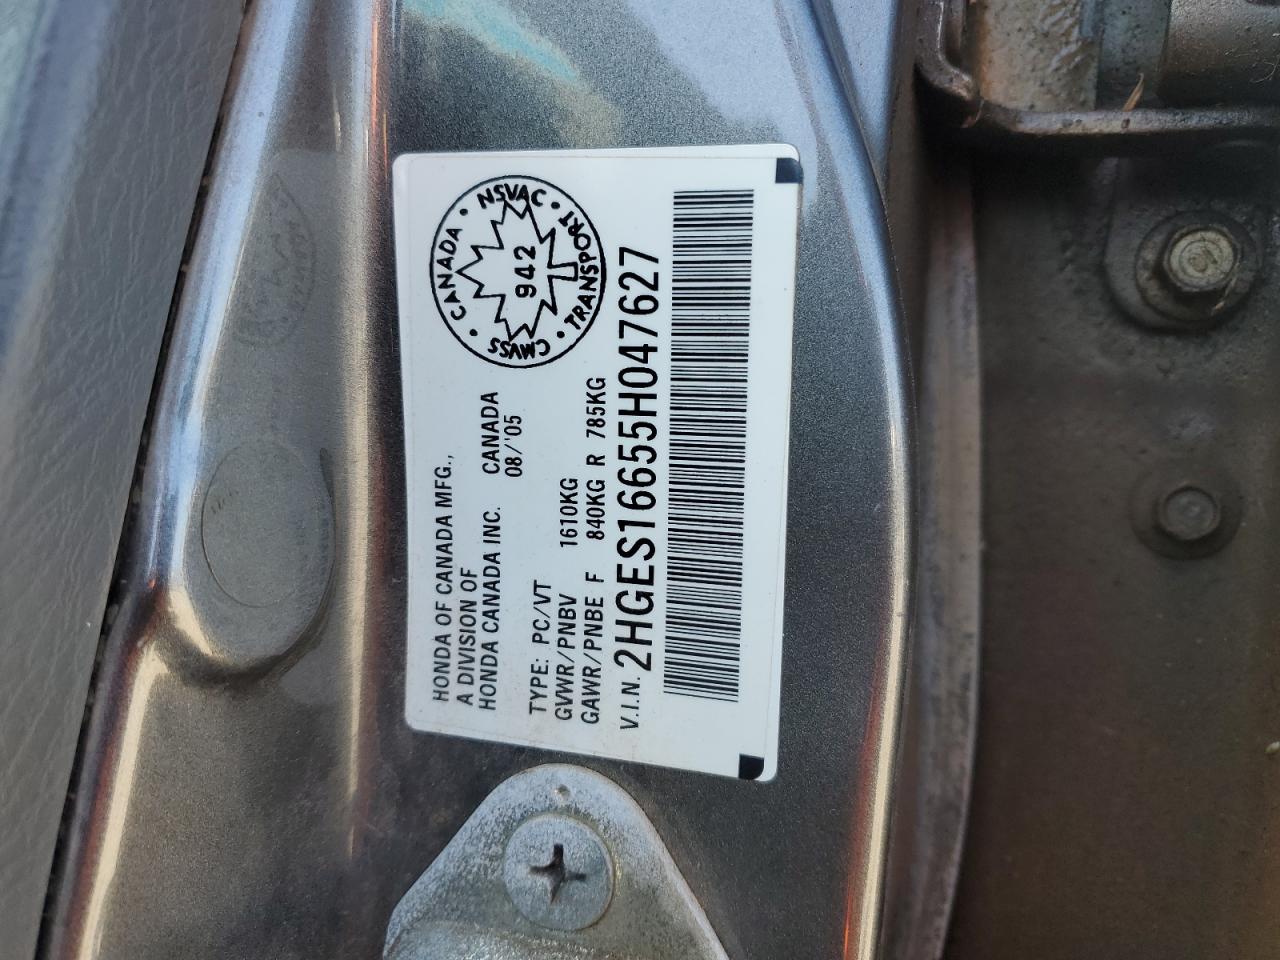 HONDA OF CANADA MFG.,
A DIVISION OF
HONDA CANADA INC. CANADA
08/'05
TYPE: PC/VT
GVWR/PNBV 1610KG
GAWR/PNBE F 840KG R 785KG
V.I.N. 2HGES16655H047627
CANADA • NSVAC • TRANSPORT • CMVSS •
942